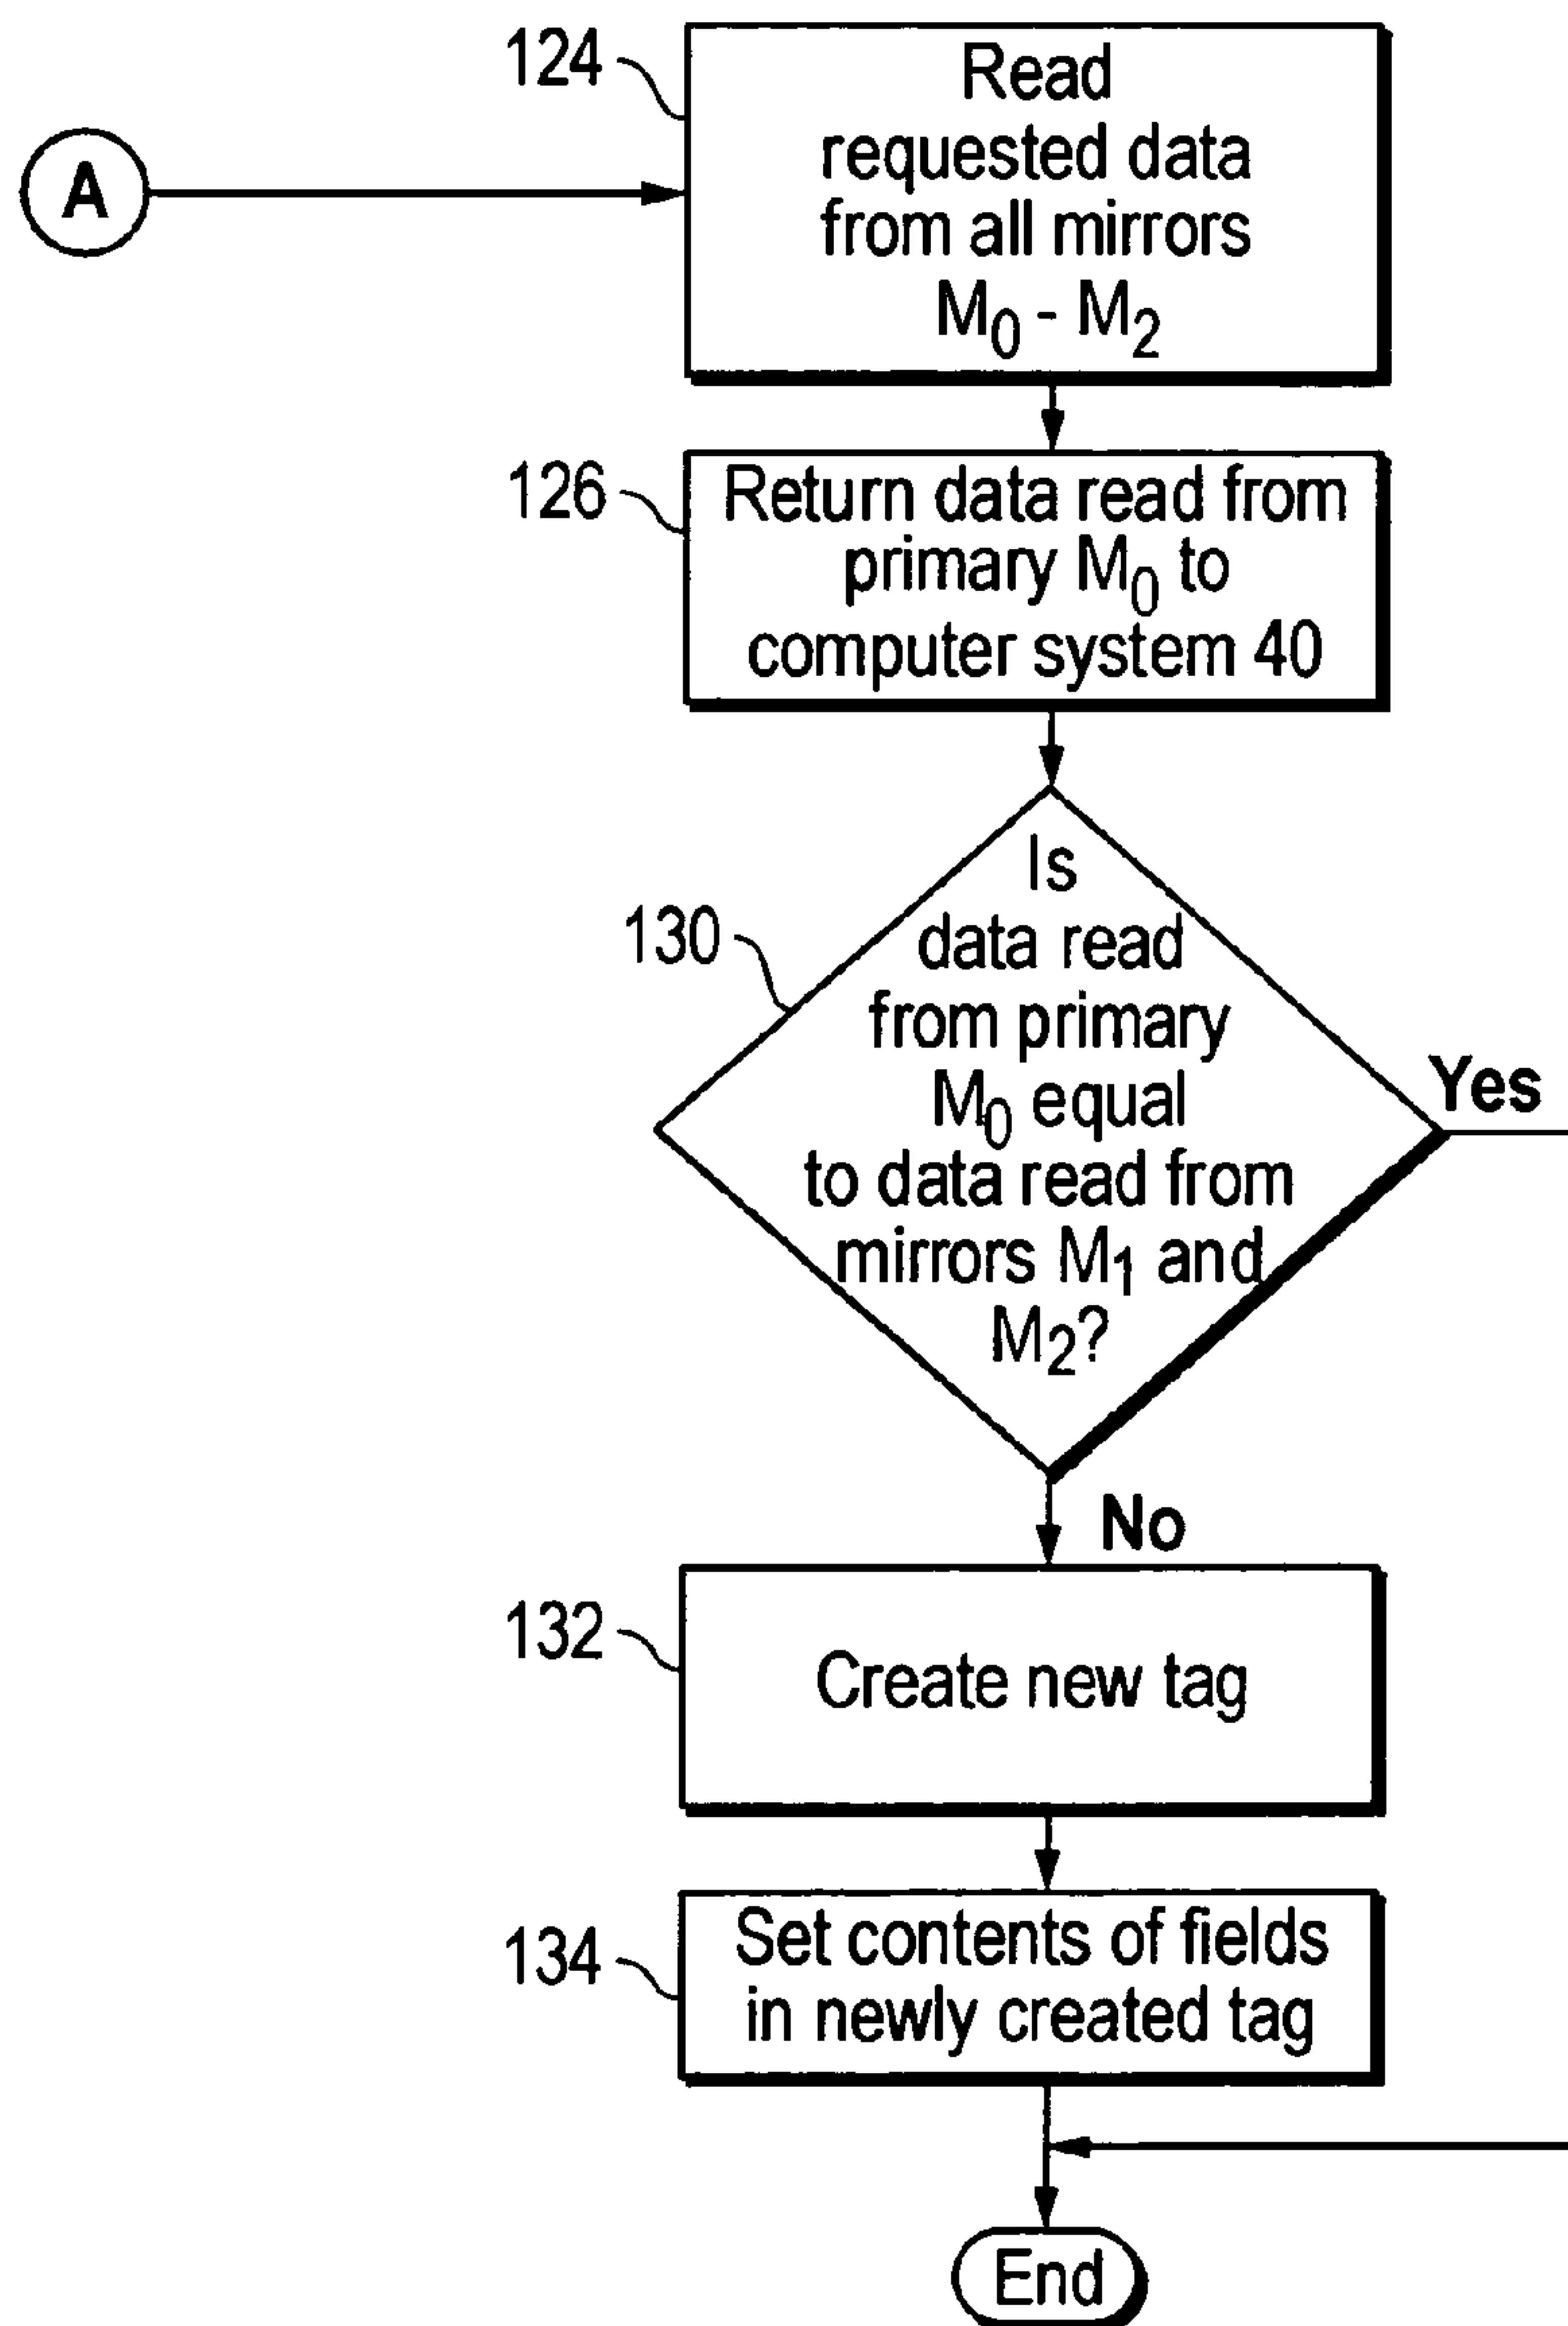 124
Read
requested data
from all mirrors
M₀ - M₂
A
126
Return data read from
primary M₀ to
computer system 40
Is
data read
130
from primary
M₀ equal
Yes
to data read from
mirrors M₁ and
M₂?
No
132
Create new tag
134
Set contents of fields
in newly created tag
End